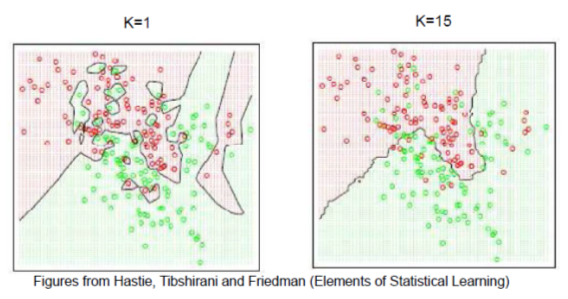 K=1
K=15
Figures from Hastie, Tibshirani and Friedman (Elements of Statistical Learning)